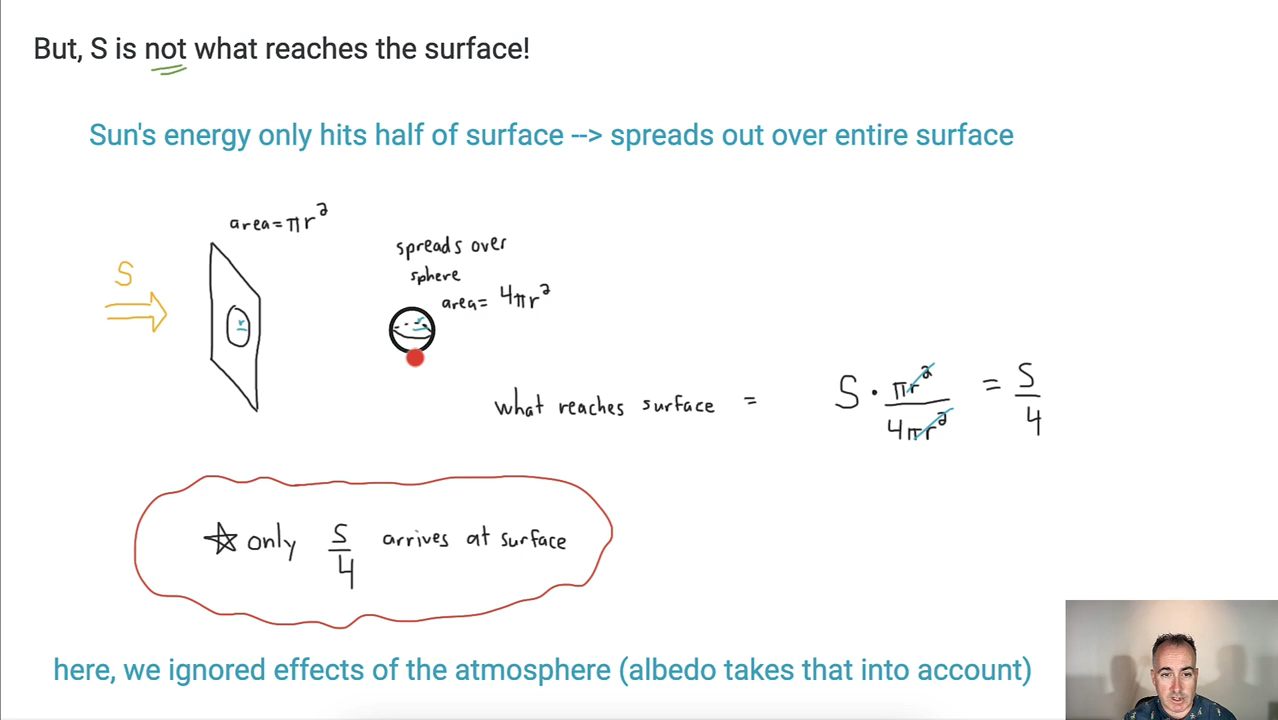 But, S is not what reaches the surface!
Sun's energy only hits half of surface --> spreads out over entire surface
area = πr²
S
r
spreads over
sphere
area = 4πr²
r
what reaches surface = S · πr² / 4πr² = S / 4
☆ only S / 4 arrives at surface
here, we ignored effects of the atmosphere (albedo takes that into account)